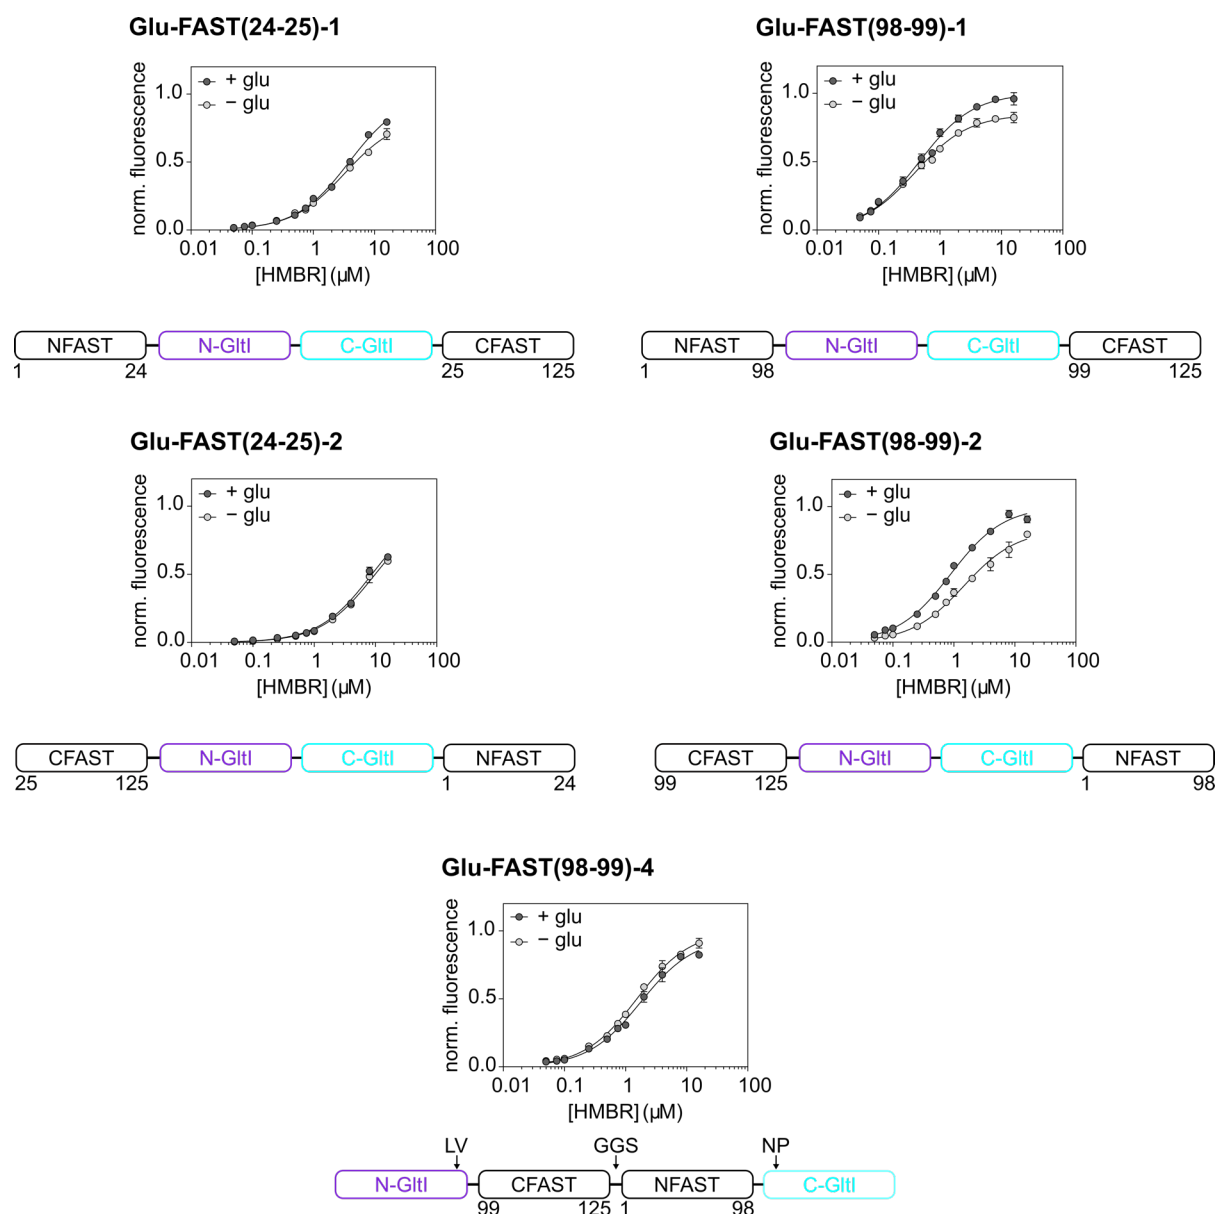 Glu-FAST(24-25)-1
norm. fluorescence
1.0
0.5
0.0
+ glu
− glu
0.01 0.1 1 10 100
[HMBR] (µM)
NFAST N-GltI C-GltI CFAST
1 24 25 125
Glu-FAST(98-99)-1
norm. fluorescence
1.0
0.5
0.0
+ glu
− glu
0.01 0.1 1 10 100
[HMBR] (µM)
NFAST N-GltI C-GltI CFAST
1 98 99 125
Glu-FAST(24-25)-2
norm. fluorescence
1.0
0.5
0.0
+ glu
− glu
0.01 0.1 1 10 100
[HMBR] (µM)
CFAST N-GltI C-GltI NFAST
25 125 1 24
Glu-FAST(98-99)-2
norm. fluorescence
1.0
0.5
0.0
+ glu
− glu
0.01 0.1 1 10 100
[HMBR] (µM)
CFAST N-GltI C-GltI NFAST
99 125 1 98
Glu-FAST(98-99)-4
norm. fluorescence
1.0
0.5
0.0
+ glu
− glu
0.01 0.1 1 10 100
[HMBR] (µM)
LV GGS NP
N-GltI CFAST NFAST C-GltI
99 125 1 98